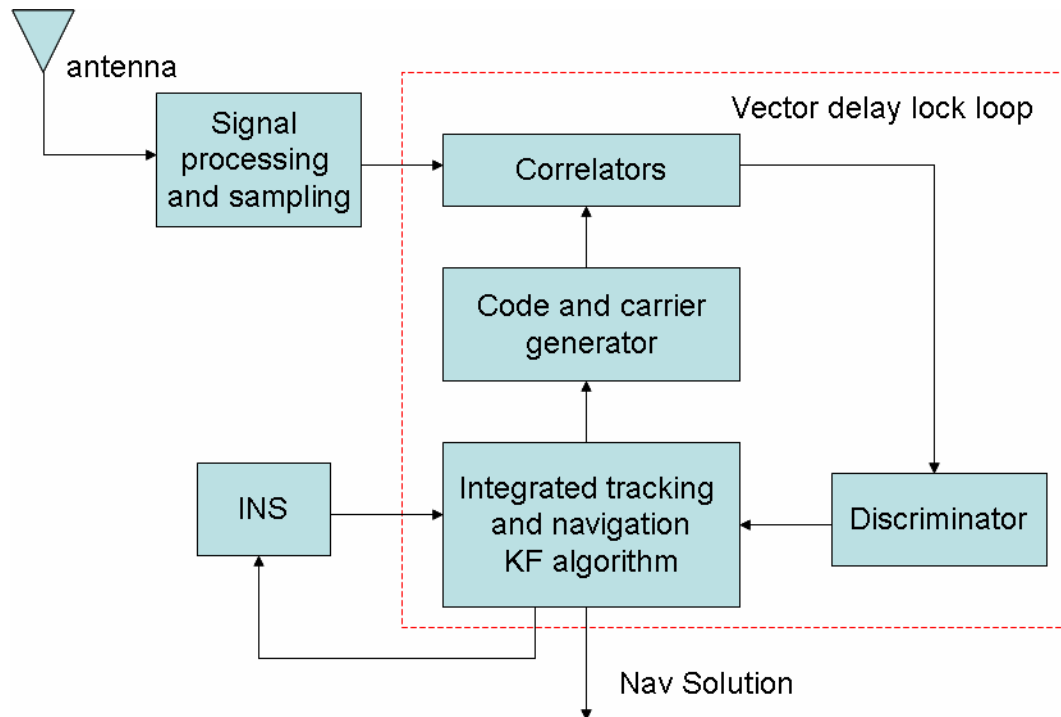 antenna
Signal
processing
and sampling
Vector delay lock loop
Correlators
Code and carrier
generator
INS
Integrated tracking
and navigation
KF algorithm
Discriminator
Nav Solution